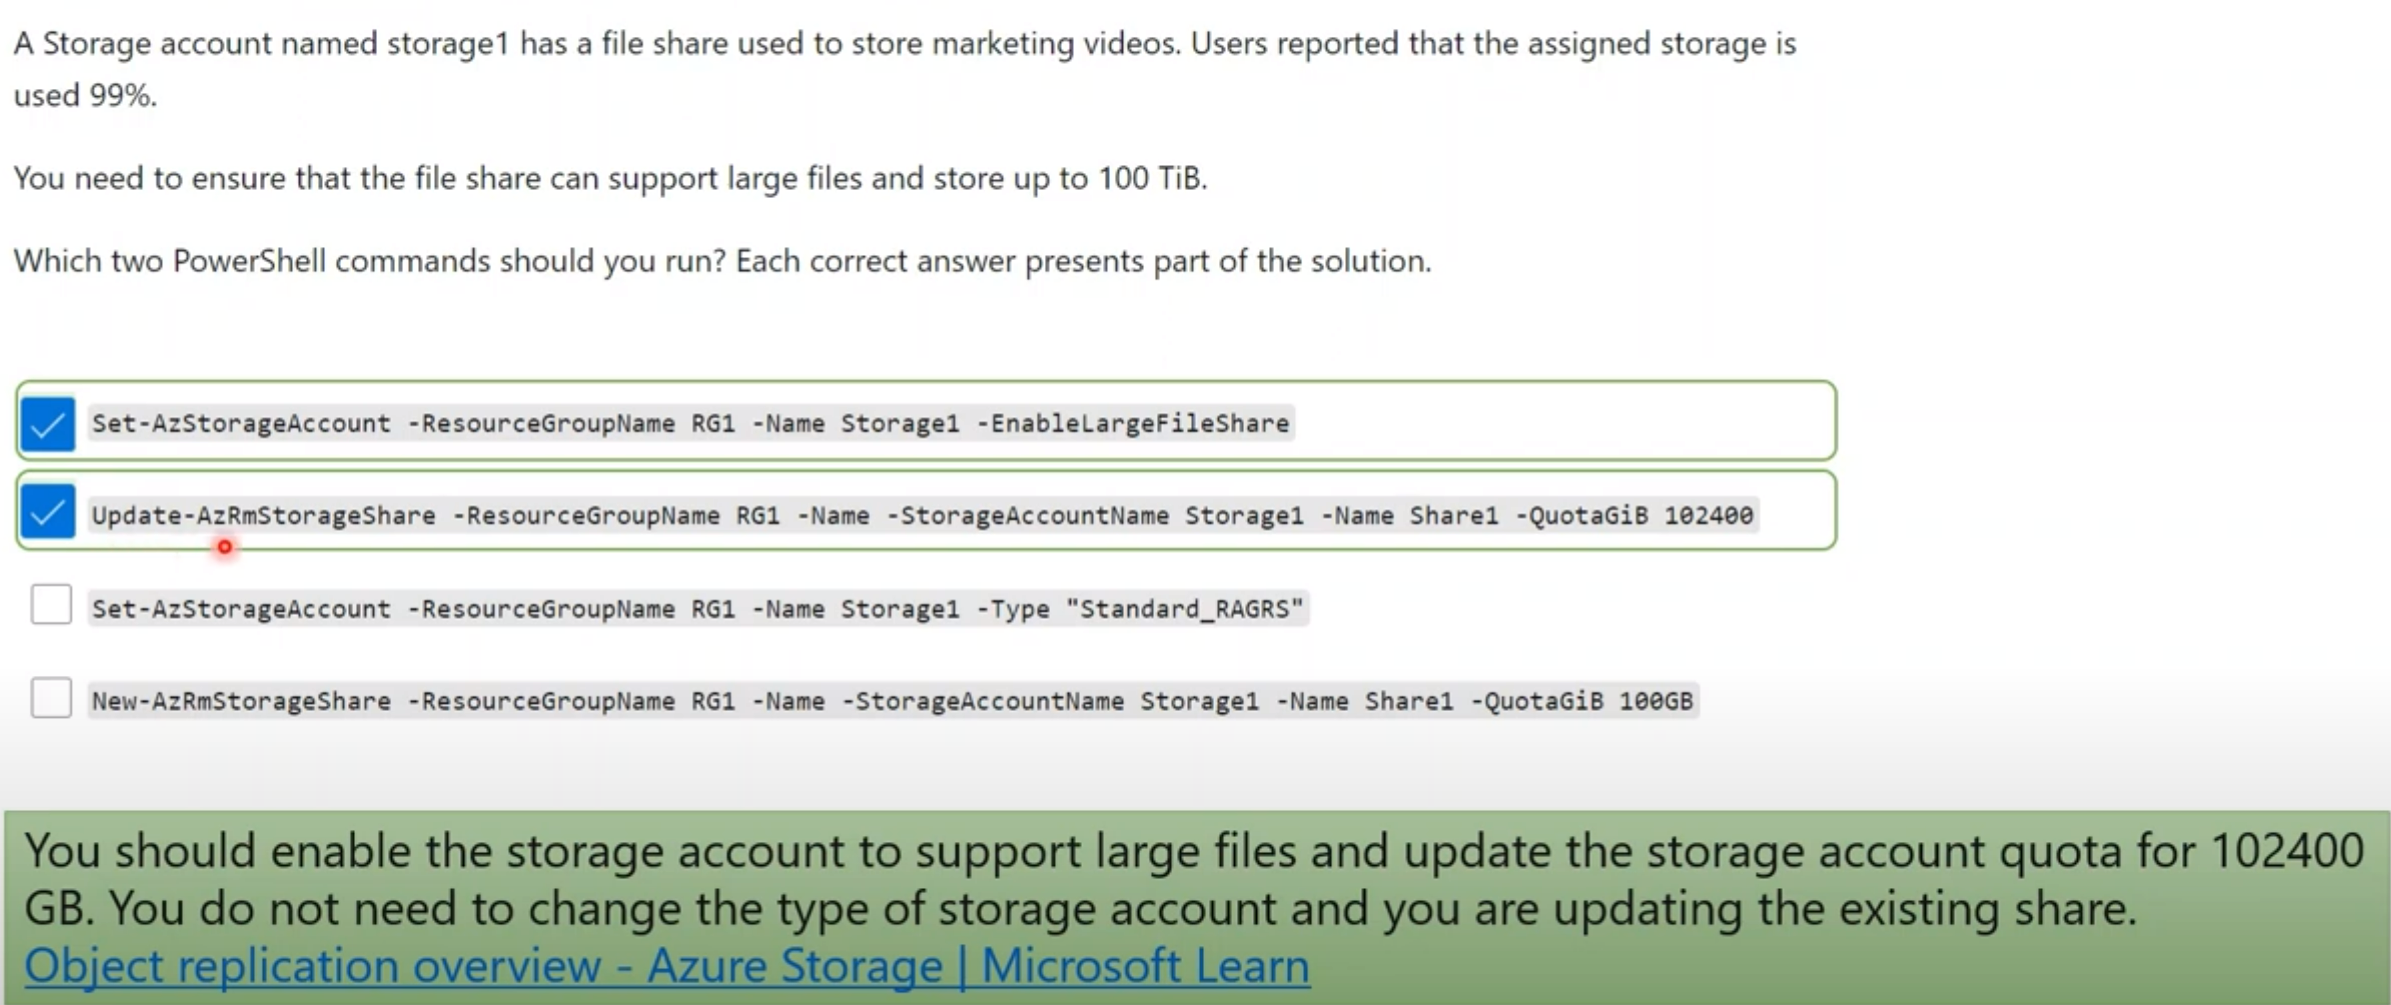 A Storage account named storage1 has a file share used to store marketing videos. Users reported that the assigned storage is
used 99%.
You need to ensure that the file share can support large files and store up to 100 TiB.
Which two PowerShell commands should you run? Each correct answer presents part of the solution.
Set-AzStorageAccount -ResourceGroupName RG1 -Name Storage1 -EnableLargeFileShare
Update-AzRmStorageShare -ResourceGroupName RG1 -Name -StorageAccountName Storage1 -Name Share1 -QuotaGiB 102400
Set-AzStorageAccount -ResourceGroupName RG1 -Name Storage1 -Type "Standard_RAGRS"
New-AzRmStorageShare -ResourceGroupName RG1 -Name -StorageAccountName Storage1 -Name Share1 -QuotaGiB 100GB
You should enable the storage account to support large files and update the storage account quota for 102400
GB. You do not need to change the type of storage account and you are updating the existing share.
Object replication overview - Azure Storage | Microsoft Learn